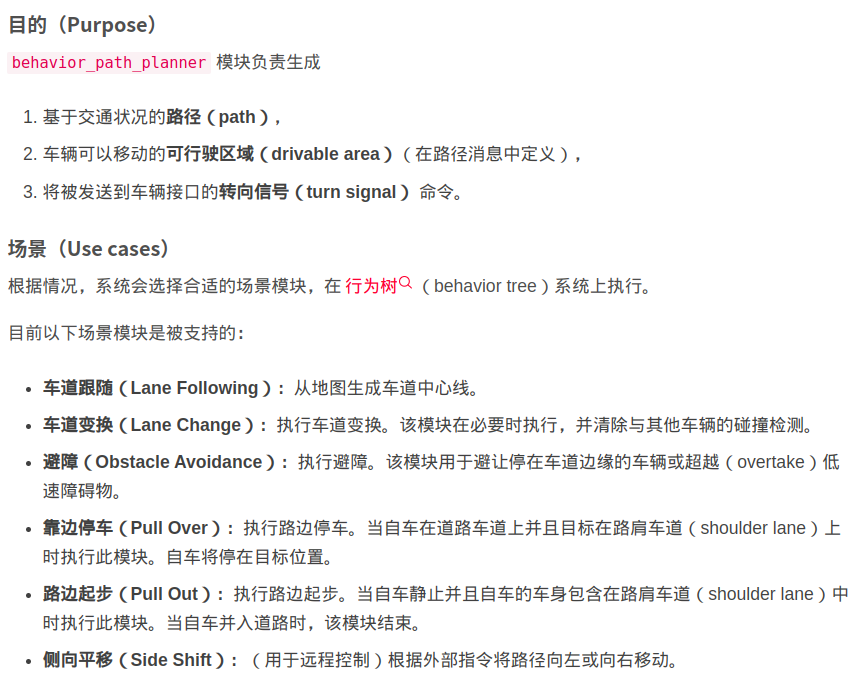 目的（Purpose）
behavior_path_planner 模块负责生成
1. 基于交通状况的路径（path），
2. 车辆可以移动的可行驶区域（drivable area）（在路径消息中定义），
3. 将被发送到车辆接口的转向信号（turn signal） 命令。
场景（Use cases）
根据情况，系统会选择合适的场景模块，在 行为树 （behavior tree）系统上执行。
目前以下场景模块是被支持的：
• 车道跟随（Lane Following）：从地图生成车道中心线。
• 车道变换（Lane Change）：执行车道变换。该模块在必要时执行，并清除与其他车辆的碰撞检测。
• 避障（Obstacle Avoidance）：执行避障。该模块用于避让停在车道边缘的车辆或超越（overtake）低
速障碍物。
• 靠边停车（Pull Over）：执行路边停车。当自车在道路车道上并且目标在路肩车道（shoulder lane）上
时执行此模块。自车将停在目标位置。
• 路边起步（Pull Out）：执行路边起步。当自车静止并且自车的车身包含在路肩车道（shoulder lane）中
时执行此模块。当自车并入道路时，该模块结束。
• 侧向平移（Side Shift）：（用于远程控制）根据外部指令将路径向左或向右移动。